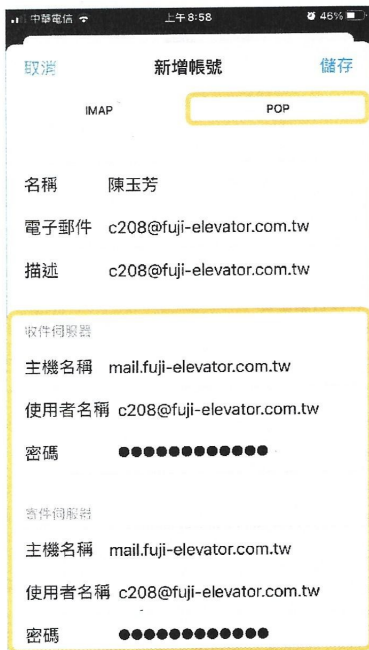 中華電信 上午8:58 46%
取消 新增帳號 儲存
IMAP POP
名稱 陳玉芳
電子郵件 c208@fuji-elevator.com.tw
描述 c208@fuji-elevator.com.tw
收件伺服器
主機名稱 mail.fuji-elevator.com.tw
使用者名稱 c208@fuji-elevator.com.tw
密碼 ●●●●●●●●●●●●
寄件伺服器
主機名稱 mail.fuji-elevator.com.tw
使用者名稱 c208@fuji-elevator.com.tw
密碼 ●●●●●●●●●●●●